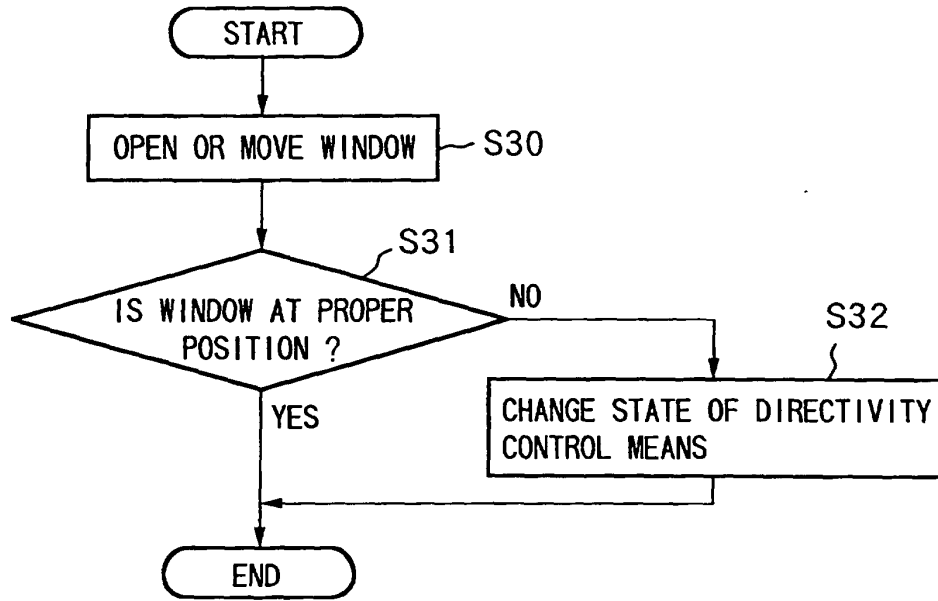 START
OPEN OR MOVE WINDOW
S30
S31
IS WINDOW AT PROPER
POSITION ?
NO
S32
YES
CHANGE STATE OF DIRECTIVITY
CONTROL MEANS
END